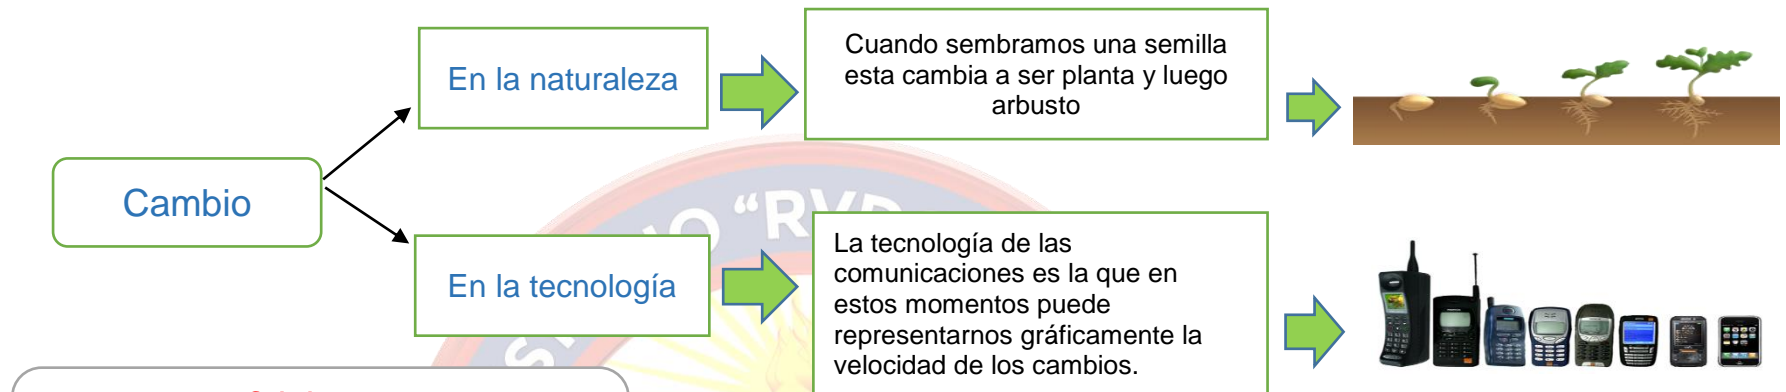 Cambio
En la naturaleza
Cuando sembramos una semilla
esta cambia a ser planta y luego
arbusto
En la tecnología
La tecnología de las
comunicaciones es la que en
estos momentos puede
representarnos gráficamente la
velocidad de los cambios.